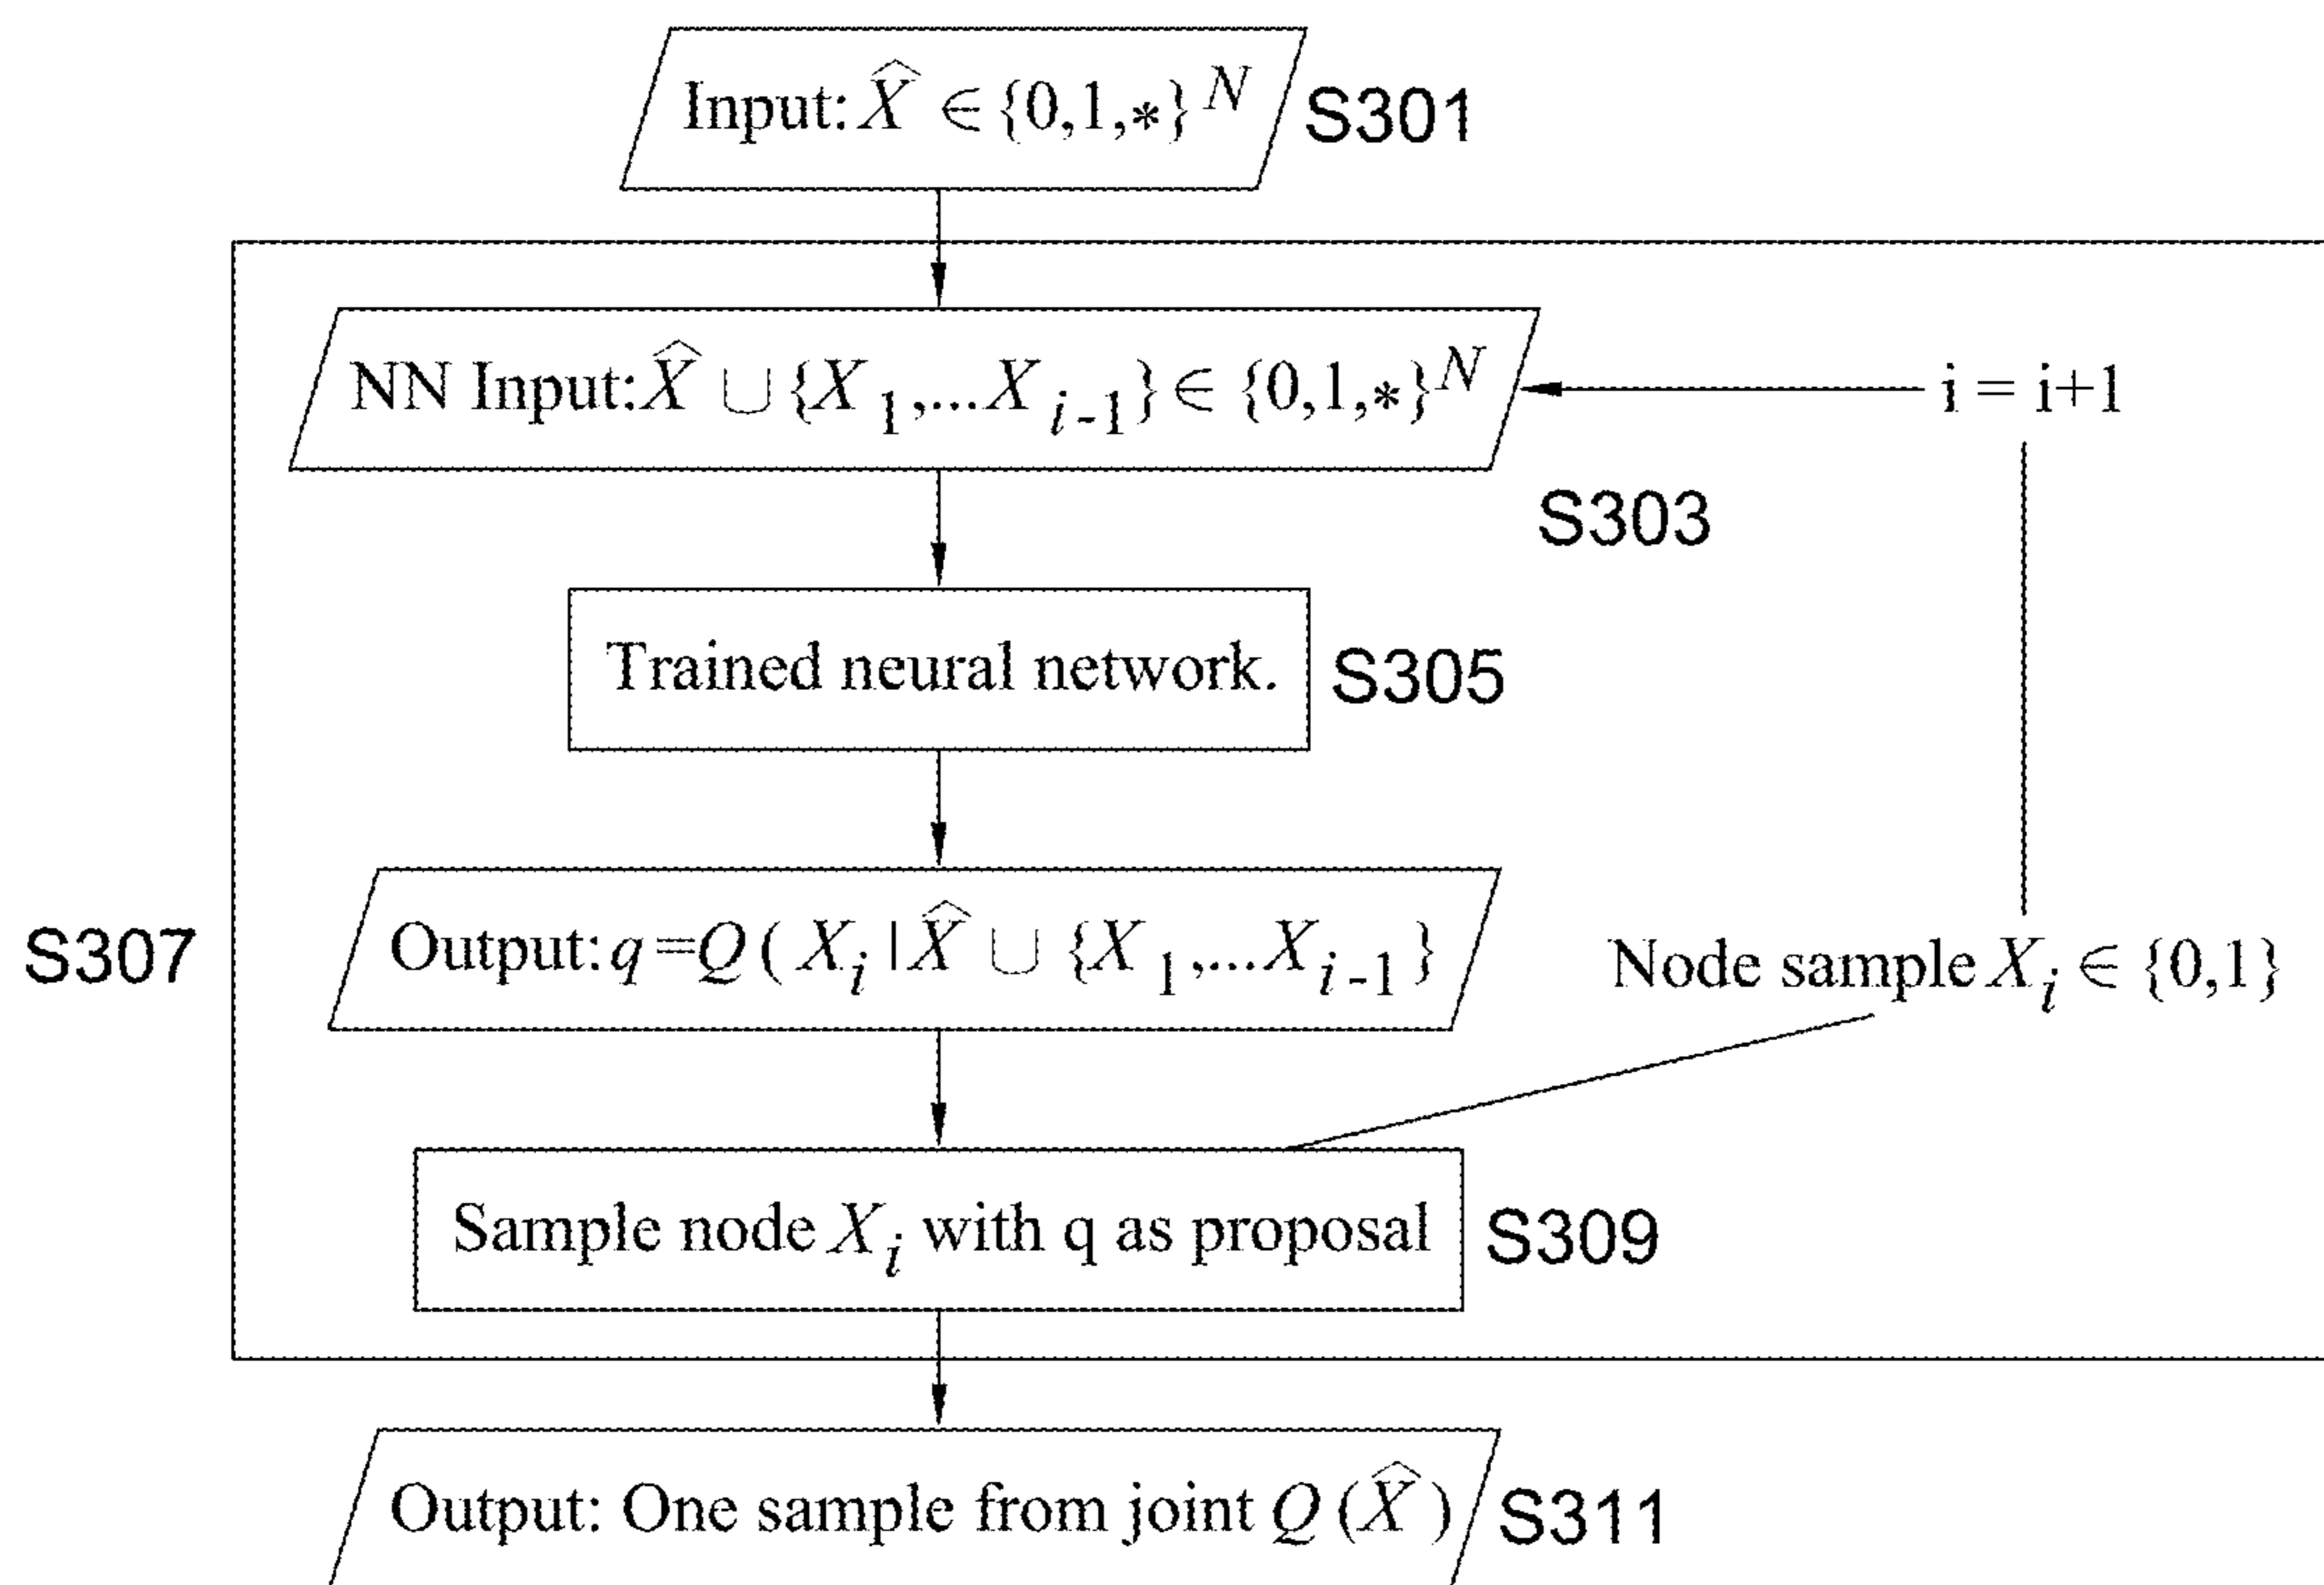 Input: X̂ ∈ {0,1,*}^N S301
NN Input: X̂ ∪ {X_1,...X_{i-1}} ∈ {0,1,*}^N
i = i+1
S303
Trained neural network. S305
S307
Output: q=Q( X_i | X̂ ∪ {X_1,...X_{i-1}}
Node sample X_i ∈ {0,1}
Sample node X_i with q as proposal S309
Output: One sample from joint Q (X̂) S311